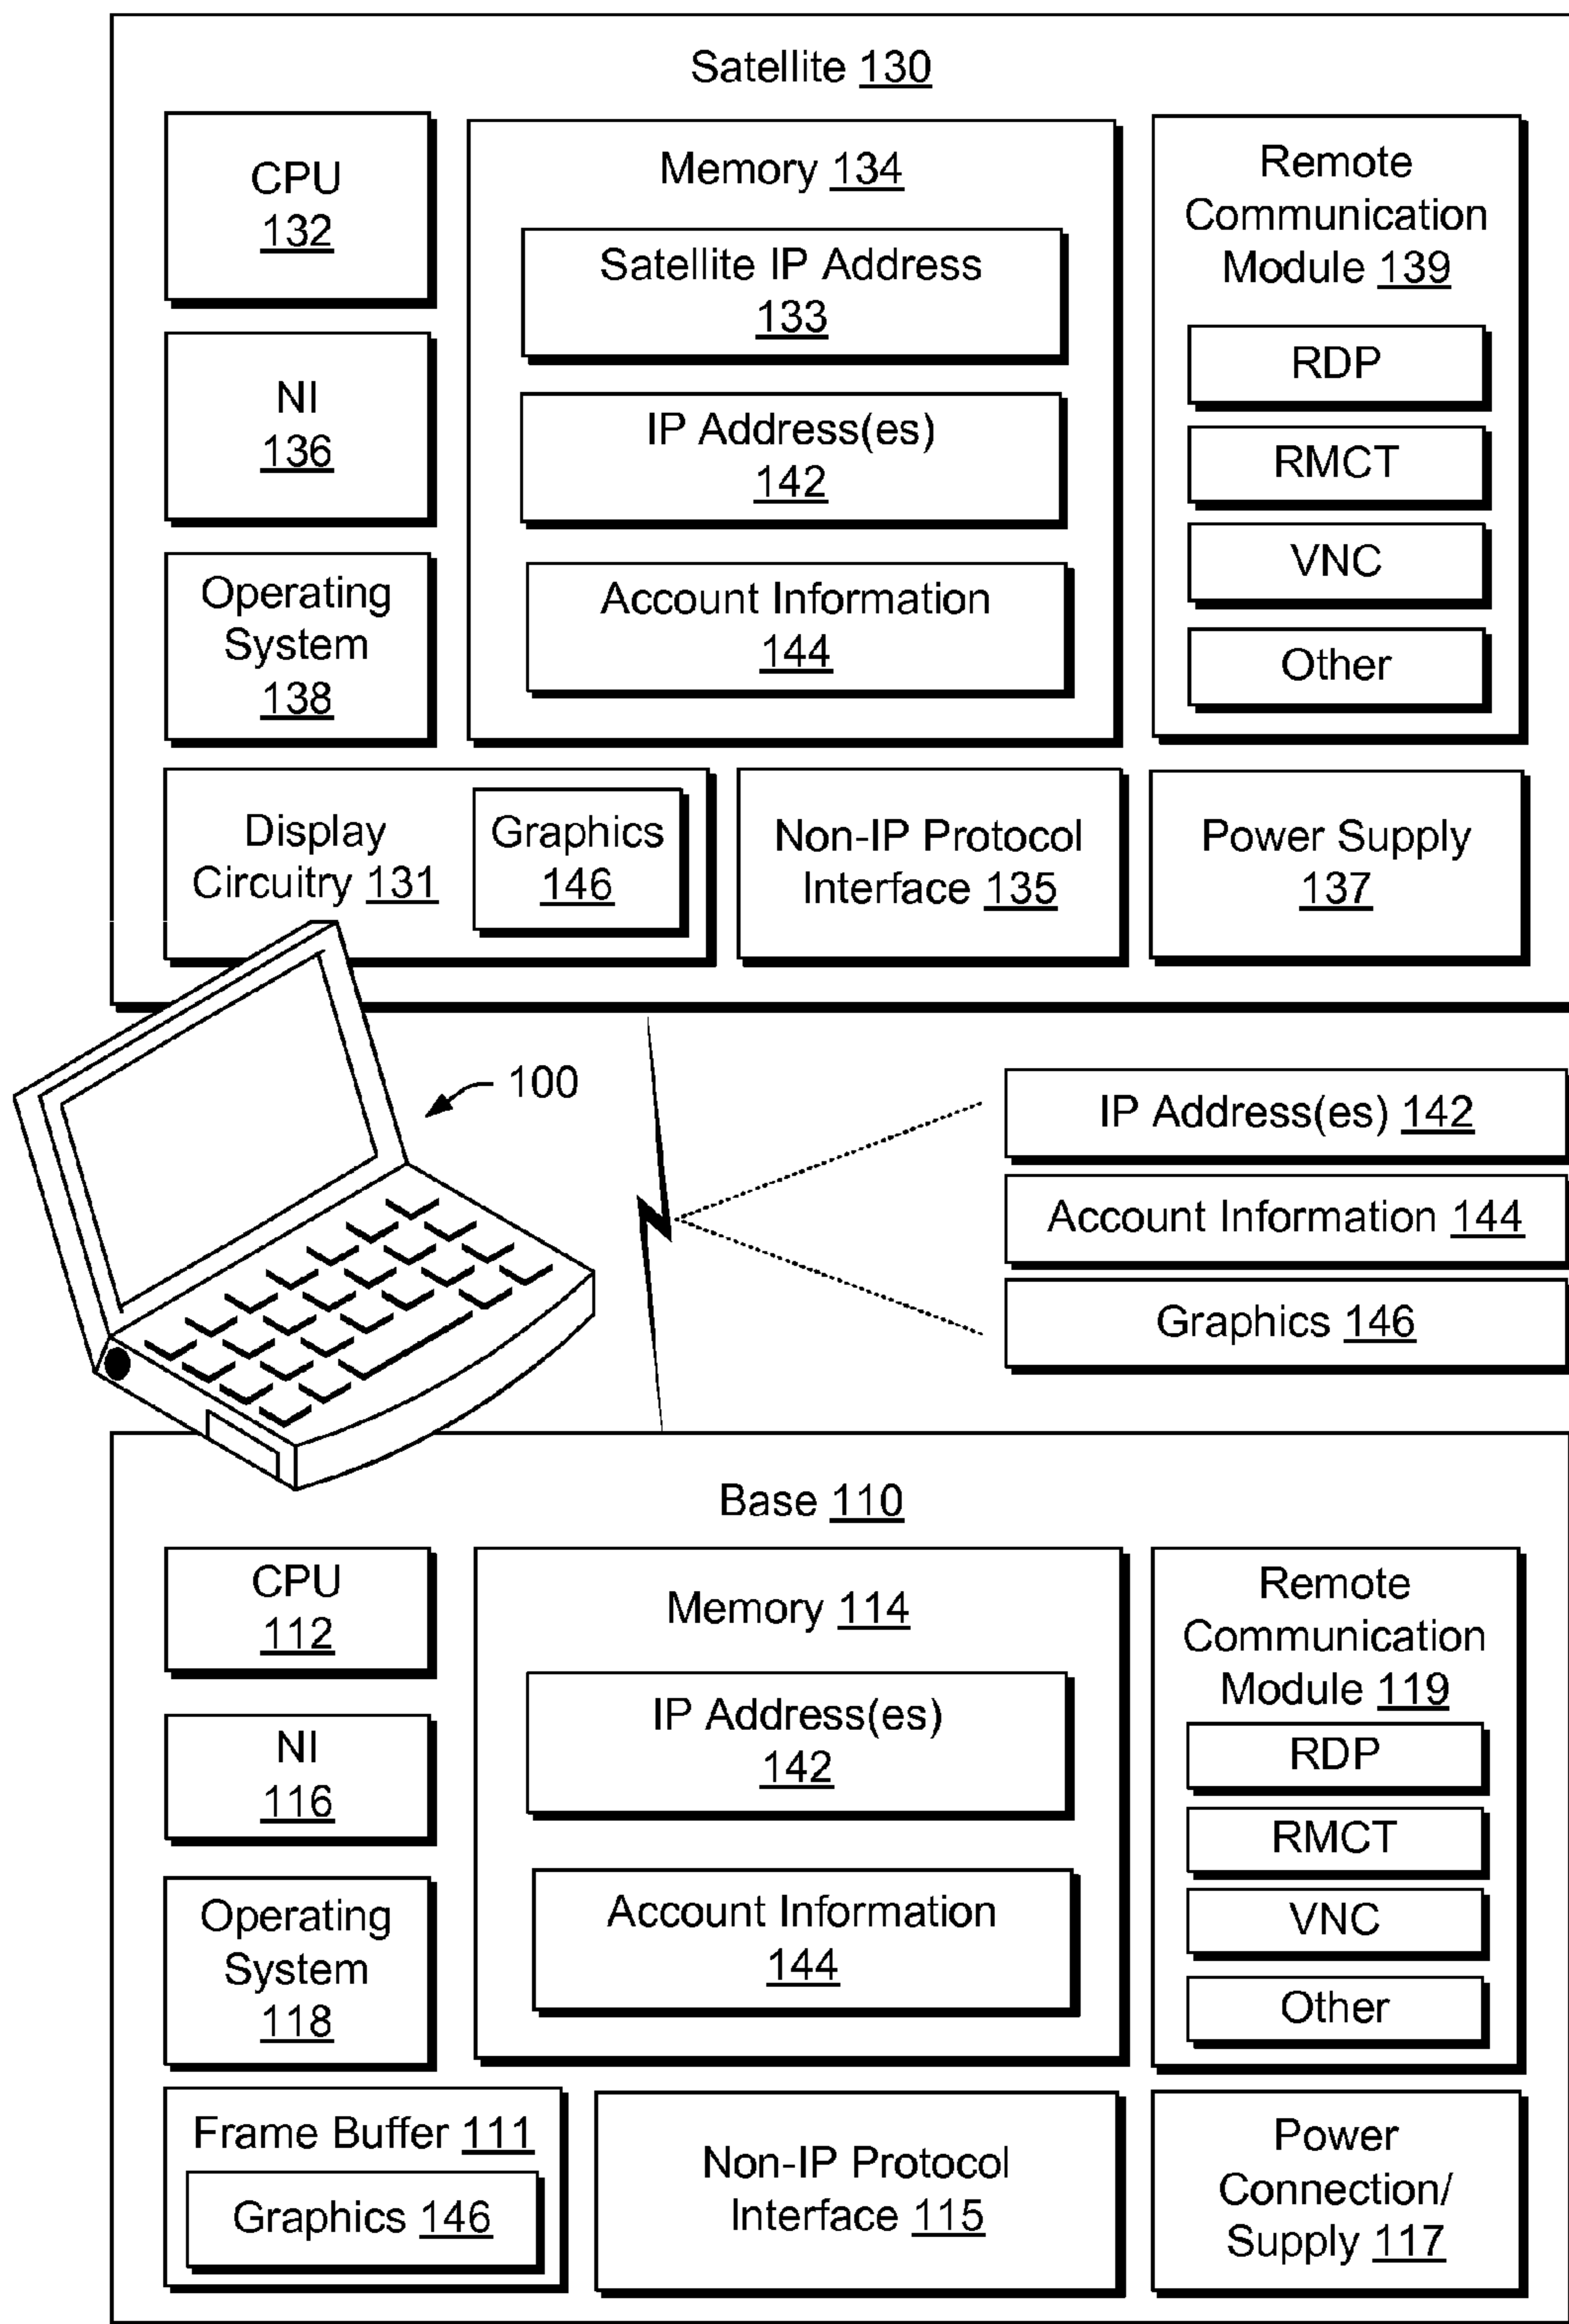 Satellite 130
CPU
132
NI
136
Operating
System
138
Memory 134
Satellite IP Address
133
IP Address(es)
142
Account Information
144
Remote
Communication
Module 139
RDP
RMCT
VNC
Other
Display
Circuitry 131
Graphics
146
Non-IP Protocol
Interface 135
Power Supply
137
100
IP Address(es) 142
Account Information 144
Graphics 146
Base 110
CPU
112
NI
116
Operating
System
118
Memory 114
IP Address(es)
142
Account Information
144
Remote
Communication
Module 119
RDP
RMCT
VNC
Other
Frame Buffer 111
Graphics 146
Non-IP Protocol
Interface 115
Power
Connection/
Supply 117